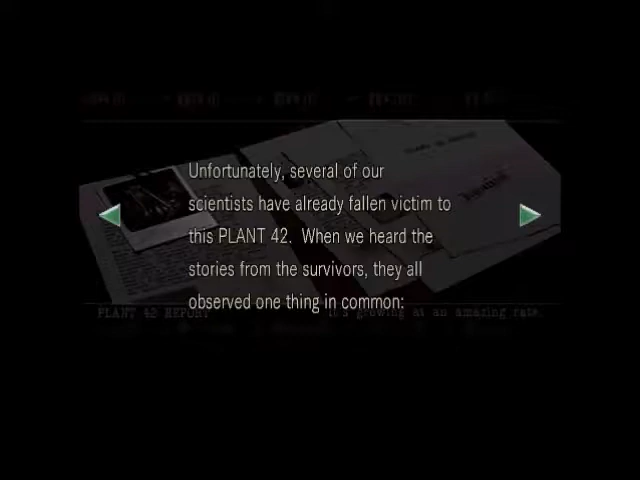 Unfortunately, several of our
scientists have already fallen victim to
this PLANT 42. When we heard the
stories from the survivors, they all
observed one thing in common:
PLANT 42 REPORT
It's growing at an amazing rate.